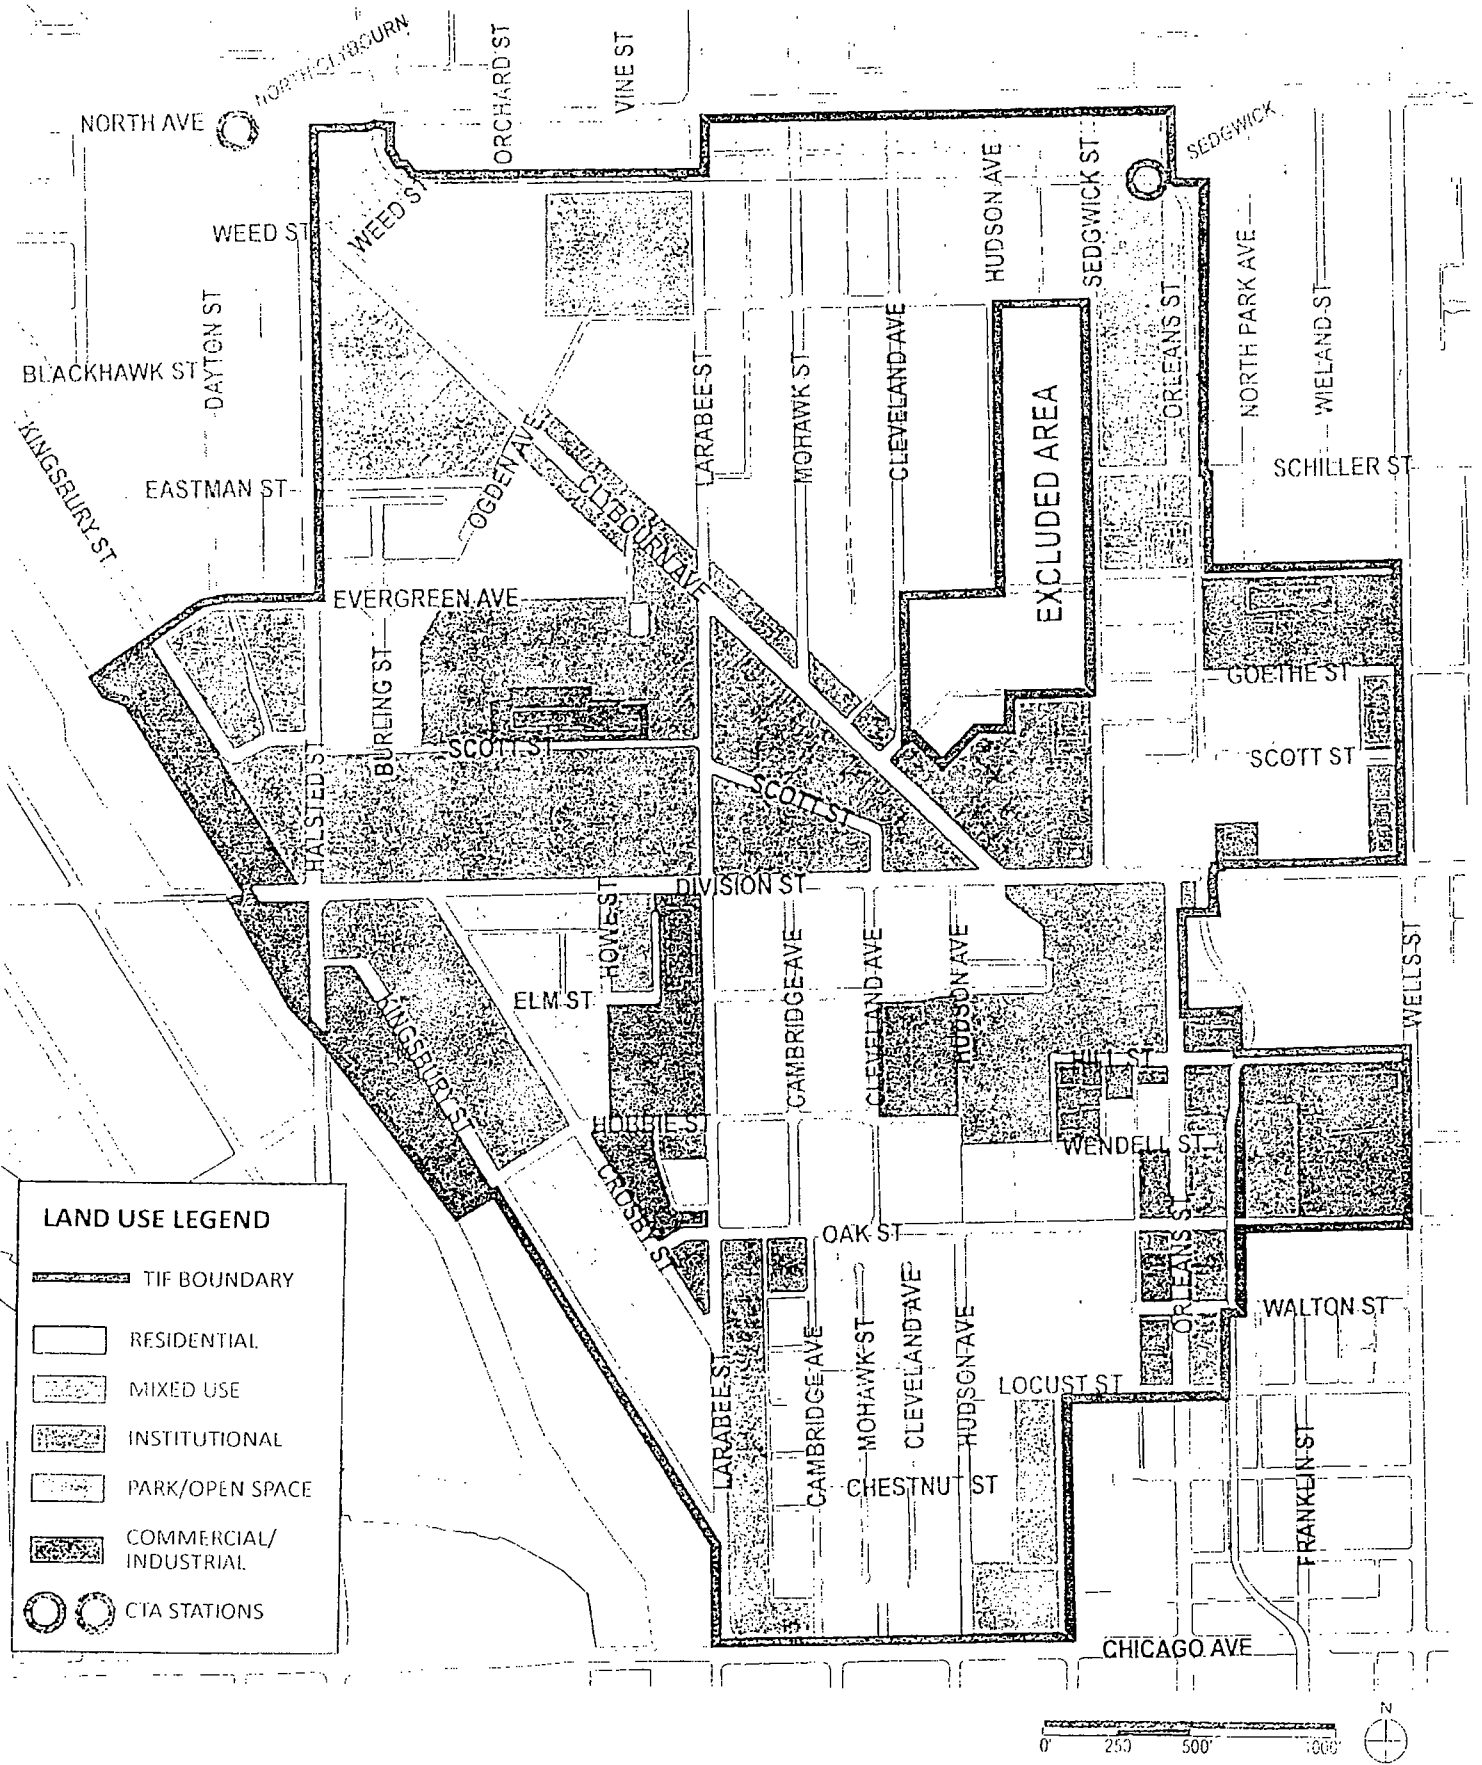 NORTH CLYBOURN
ORCHARD ST
VINE ST
NORTH AVE
SEDGWICK
WEED ST
WEED ST
HUDSON AVE
SEDGWICK ST
DAYTON ST
ORLEANS ST
NORTH PARK AVE
WIELAND ST
BLACKHAWK ST
LARABEE ST
MOHAWK ST
CLEVELAND AVE
EXCLUDED AREA
KINGSBURY ST
EASTMAN ST
OGDEN AVE
CLYBOURN AVE
SCHILLER ST
EVERGREEN AVE
BURLING ST
GOETHE ST
HALSTED ST
SCOTT ST
SCOTT ST
SCOTT ST
DIVISION ST
HOWE ST
ELM ST
CAMBRIDGE AVE
CLEVELAND AVE
HUDSON AVE
WELLS ST
KINGSBURY ST
HILL ST
HOBBIE ST
WENDELL ST
CROSBY ST
OAK ST
ORLEANS ST
WALTON ST
LARABEE ST
CAMBRIDGE AVE
MOHAWK ST
CLEVELAND AVE
HUDSON AVE
LOCUST ST
CHESTNUT ST
FRANKLIN ST
CHICAGO AVE
LAND USE LEGEND
TIF BOUNDARY
RESIDENTIAL
MIXED USE
INSTITUTIONAL
PARK/OPEN SPACE
COMMERCIAL/
INDUSTRIAL
CTA STATIONS
N
0' 250 500' 1000'